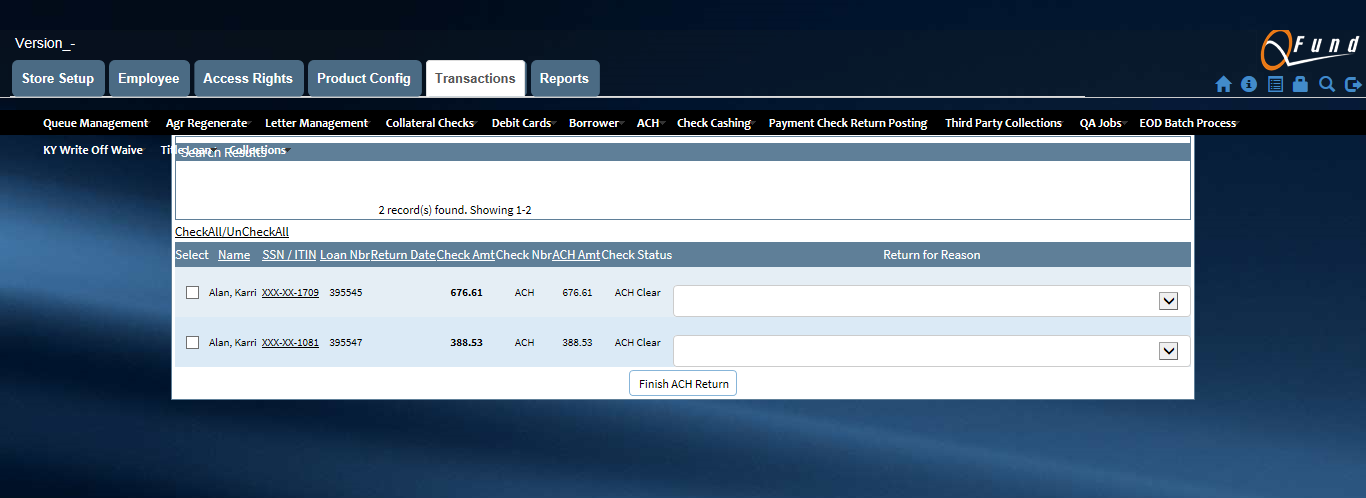 Version_-
Fund
Store Setup Employee Access Rights Product Config Transactions Reports
Queue Management Agr Regenerate Letter Management Collateral Checks Debit Cards Borrower ACH Check Cashing Payment Check Return Posting Third Party Collections QA Jobs EOD Batch Process
KY Write Off Waive Title Loan Collections
Search Results
2 record(s) found. Showing 1-2
CheckAll/UnCheckAll
Select Name SSN / ITIN Loan Nbr Return Date Check Amt Check Nbr ACH Amt Check Status Return for Reason
Alan, Karri XXX-XX-1709 395545 676.61 ACH 676.61 ACH Clear
Alan, Karri XXX-XX-1081 395547 388.53 ACH 388.53 ACH Clear
Finish ACH Return